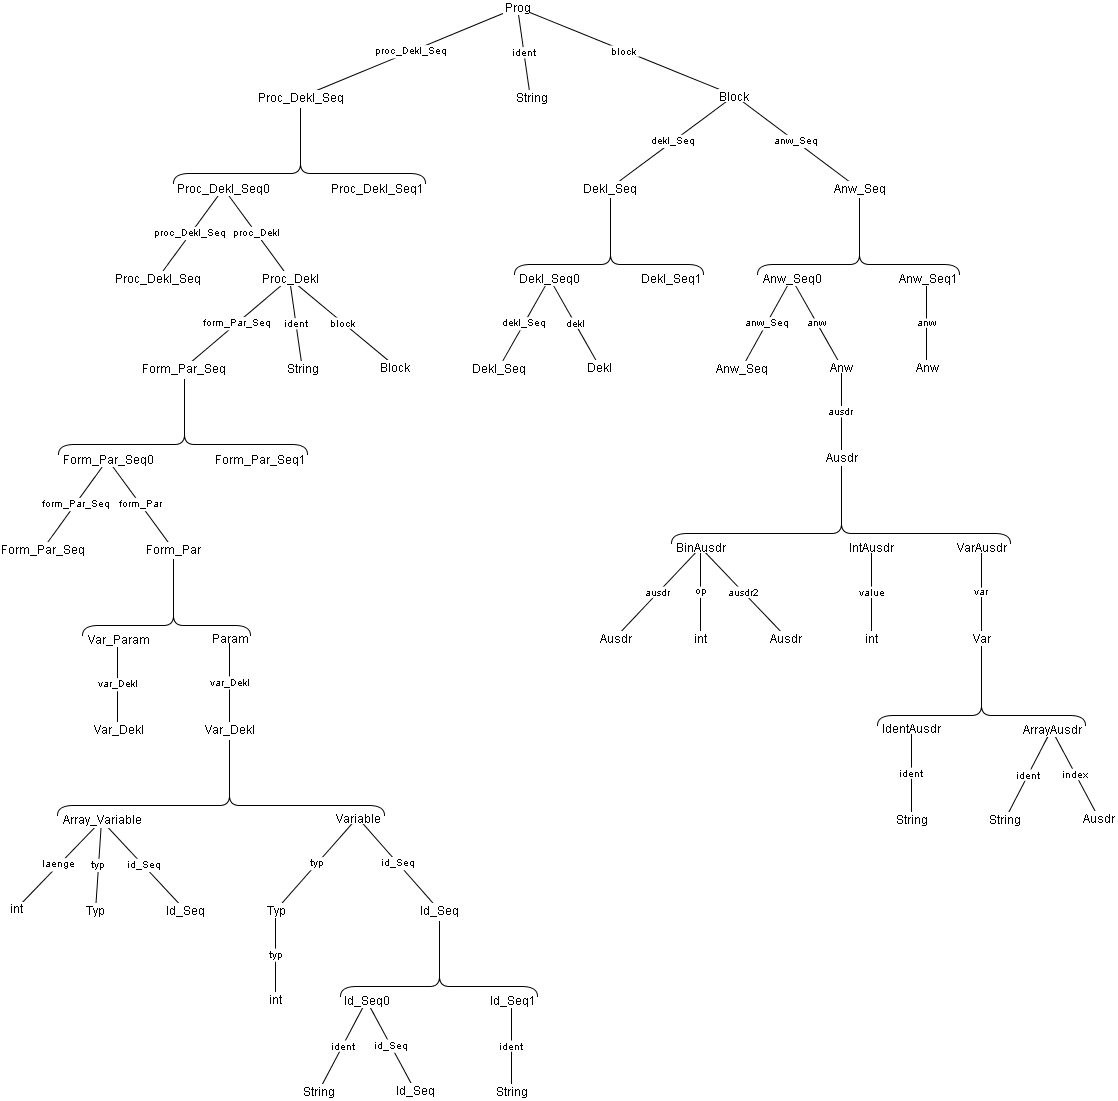 Prog
proc_Dekl_Seq ident block
Proc_Dekl_Seq String Block
dekl_Seq anw_Seq
Proc_Dekl_Seq0 Proc_Dekl_Seq1 Dekl_Seq Anw_Seq
proc_Dekl_Seq proc_Dekl
Proc_Dekl_Seq Proc_Dekl Dekl_Seq0 Dekl_Seq1 Anw_Seq0 Anw_Seq1
form_Par_Seq ident block dekl_Seq dekl anw_Seq anw anw
Form_Par_Seq String Block Dekl_Seq Dekl Anw_Seq Anw Anw
ausdr
Form_Par_Seq0 Form_Par_Seq1 Ausdr
form_Par_Seq form_Par
Form_Par_Seq Form_Par BinAusdr IntAusdr VarAusdr
ausdr op ausdr2 value var
Var_Param Param Ausdr int Ausdr int Var
var_Dekl var_Dekl
Var_Dekl Var_Dekl IdentAusdr ArrayAusdr
ident ident index
Array_Variable Variable String String Ausdr
laenge typ id_Seq typ id_Seq
int Typ Id_Seq Typ Id_Seq
typ
int Id_Seq0 Id_Seq1
ident id_Seq ident
String Id_Seq String